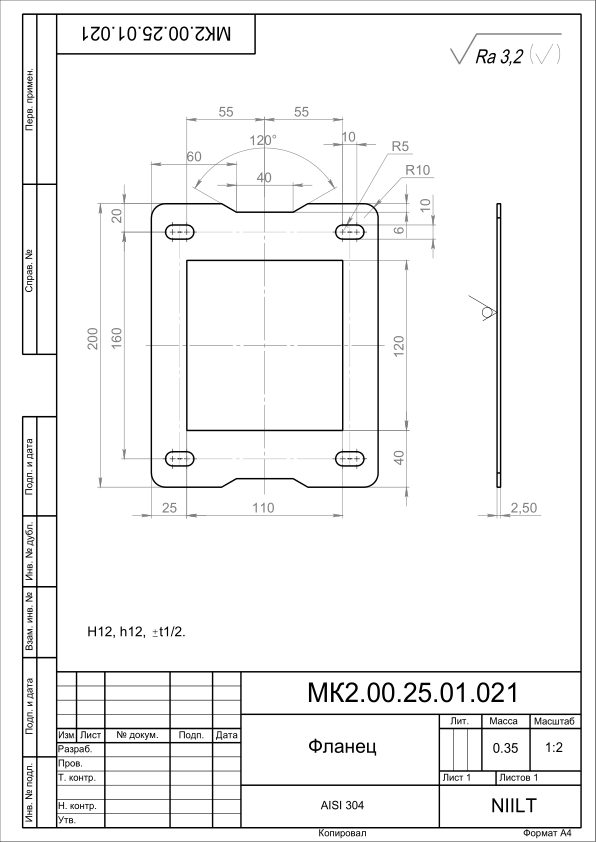 МК2.00.25.01.021
Ra 3,2 (√)
Перв. примен.
Справ. №
Подп. и дата
Инв. № дубл.
Взам. инв. №
Подп. и дата
Инв. № подл.
55
55
120°
10
60
40
R5
R10
20
10
6
200
160
120
40
25
110
2,50
H12, h12, ±t1/2.
МК2.00.25.01.021
Изм
Лист
№ докум.
Подп.
Дата
Разраб.
Пров.
Т. контр.
Н. контр.
Утв.
Фланец
Лит.
Масса
Масштаб
0.35
1:2
Лист 1
Листов 1
AISI 304
NIILT
Копировал
Формат А4